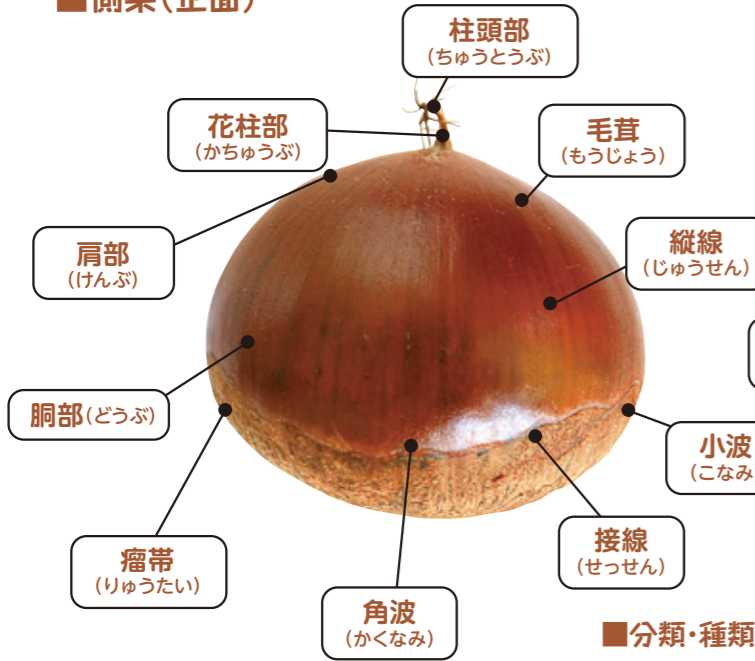 ■側果(正面)
柱頭部
(ちゅうとうぶ)
花柱部
(かちゅうぶ)
毛茸
(もうじょう)
肩部
(けんぶ)
縦線
(じゅうせん)
胴部(どうぶ)
小波
(こなみ
瘤帯
(りゅうたい)
接線
(せっせん)
角波
(かくなみ)
■分類・種類